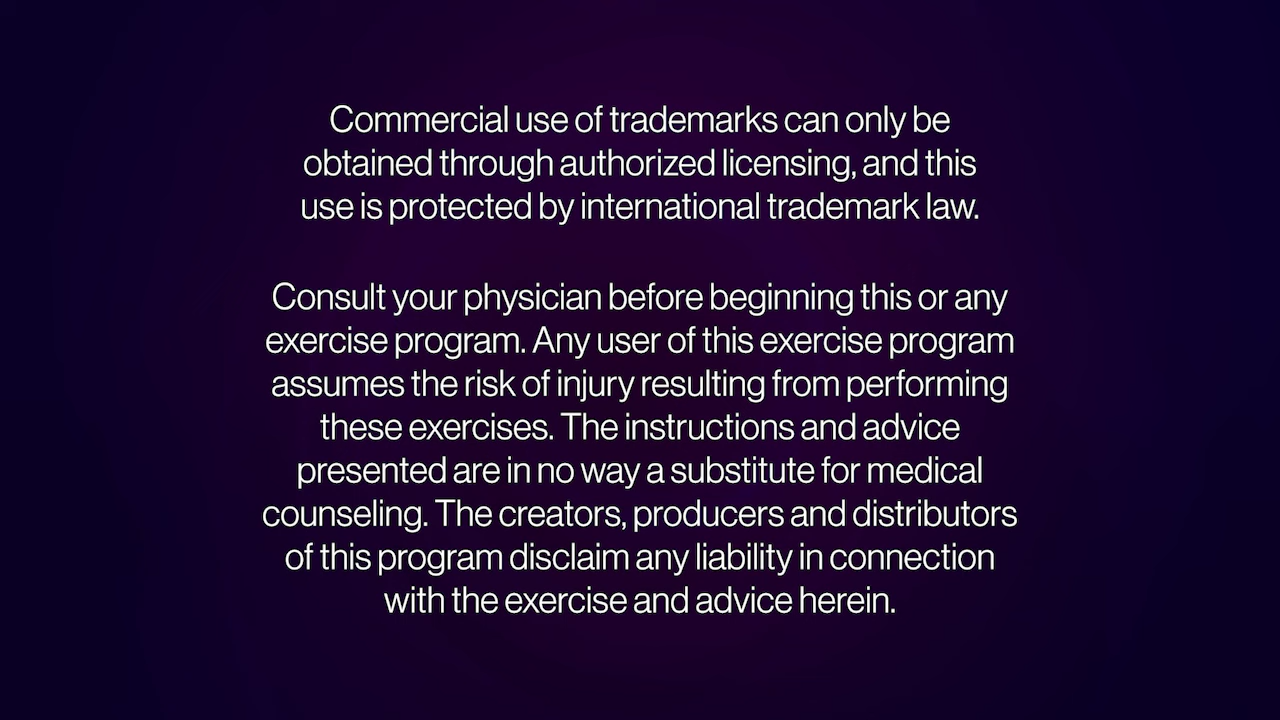 Commercial use of trademarks can only be
obtained through authorized licensing, and this
use is protected by international trademark law.
Consult your physician before beginning this or any
exercise program. Any user of this exercise program
assumes the risk of injury resulting from performing
these exercises. The instructions and advice
presented are in no way a substitute for medical
counseling. The creators, producers and distributors
of this program disclaim any liability in connection
with the exercise and advice herein.